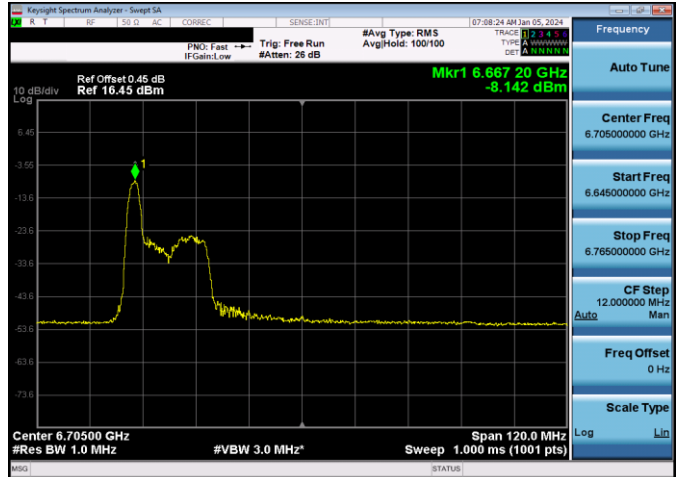 Keysight Spectrum Analyzer - Swept SA
R T RF 50 Ω AC CORREC SENSE:INT 07:08:24 AM Jan 05, 2024
#Avg Type: RMS TRACE 1 2 3 4 5 6
PNO: Fast Trig: Free Run Avg|Hold: 100/100 TYPE A WWWWW
IFGain:Low #Atten: 26 dB DET A N N N N N
Frequency
Auto Tune
Center Freq
6.705000000 GHz
Start Freq
6.645000000 GHz
Stop Freq
6.765000000 GHz
CF Step
12.000000 MHz
Auto Man
Freq Offset
0 Hz
Scale Type
Log Lin
Mkr1 6.667 20 GHz
-8.142 dBm
Ref Offset 0.45 dB
10 dB/div Ref 16.45 dBm
Log
1
6.45
-3.55
-13.6
-23.6
-33.6
-43.6
-53.6
-63.6
-73.6
Center 6.70500 GHz Span 120.0 MHz
#Res BW 1.0 MHz #VBW 3.0 MHz* Sweep 1.000 ms (1001 pts)
MSG STATUS